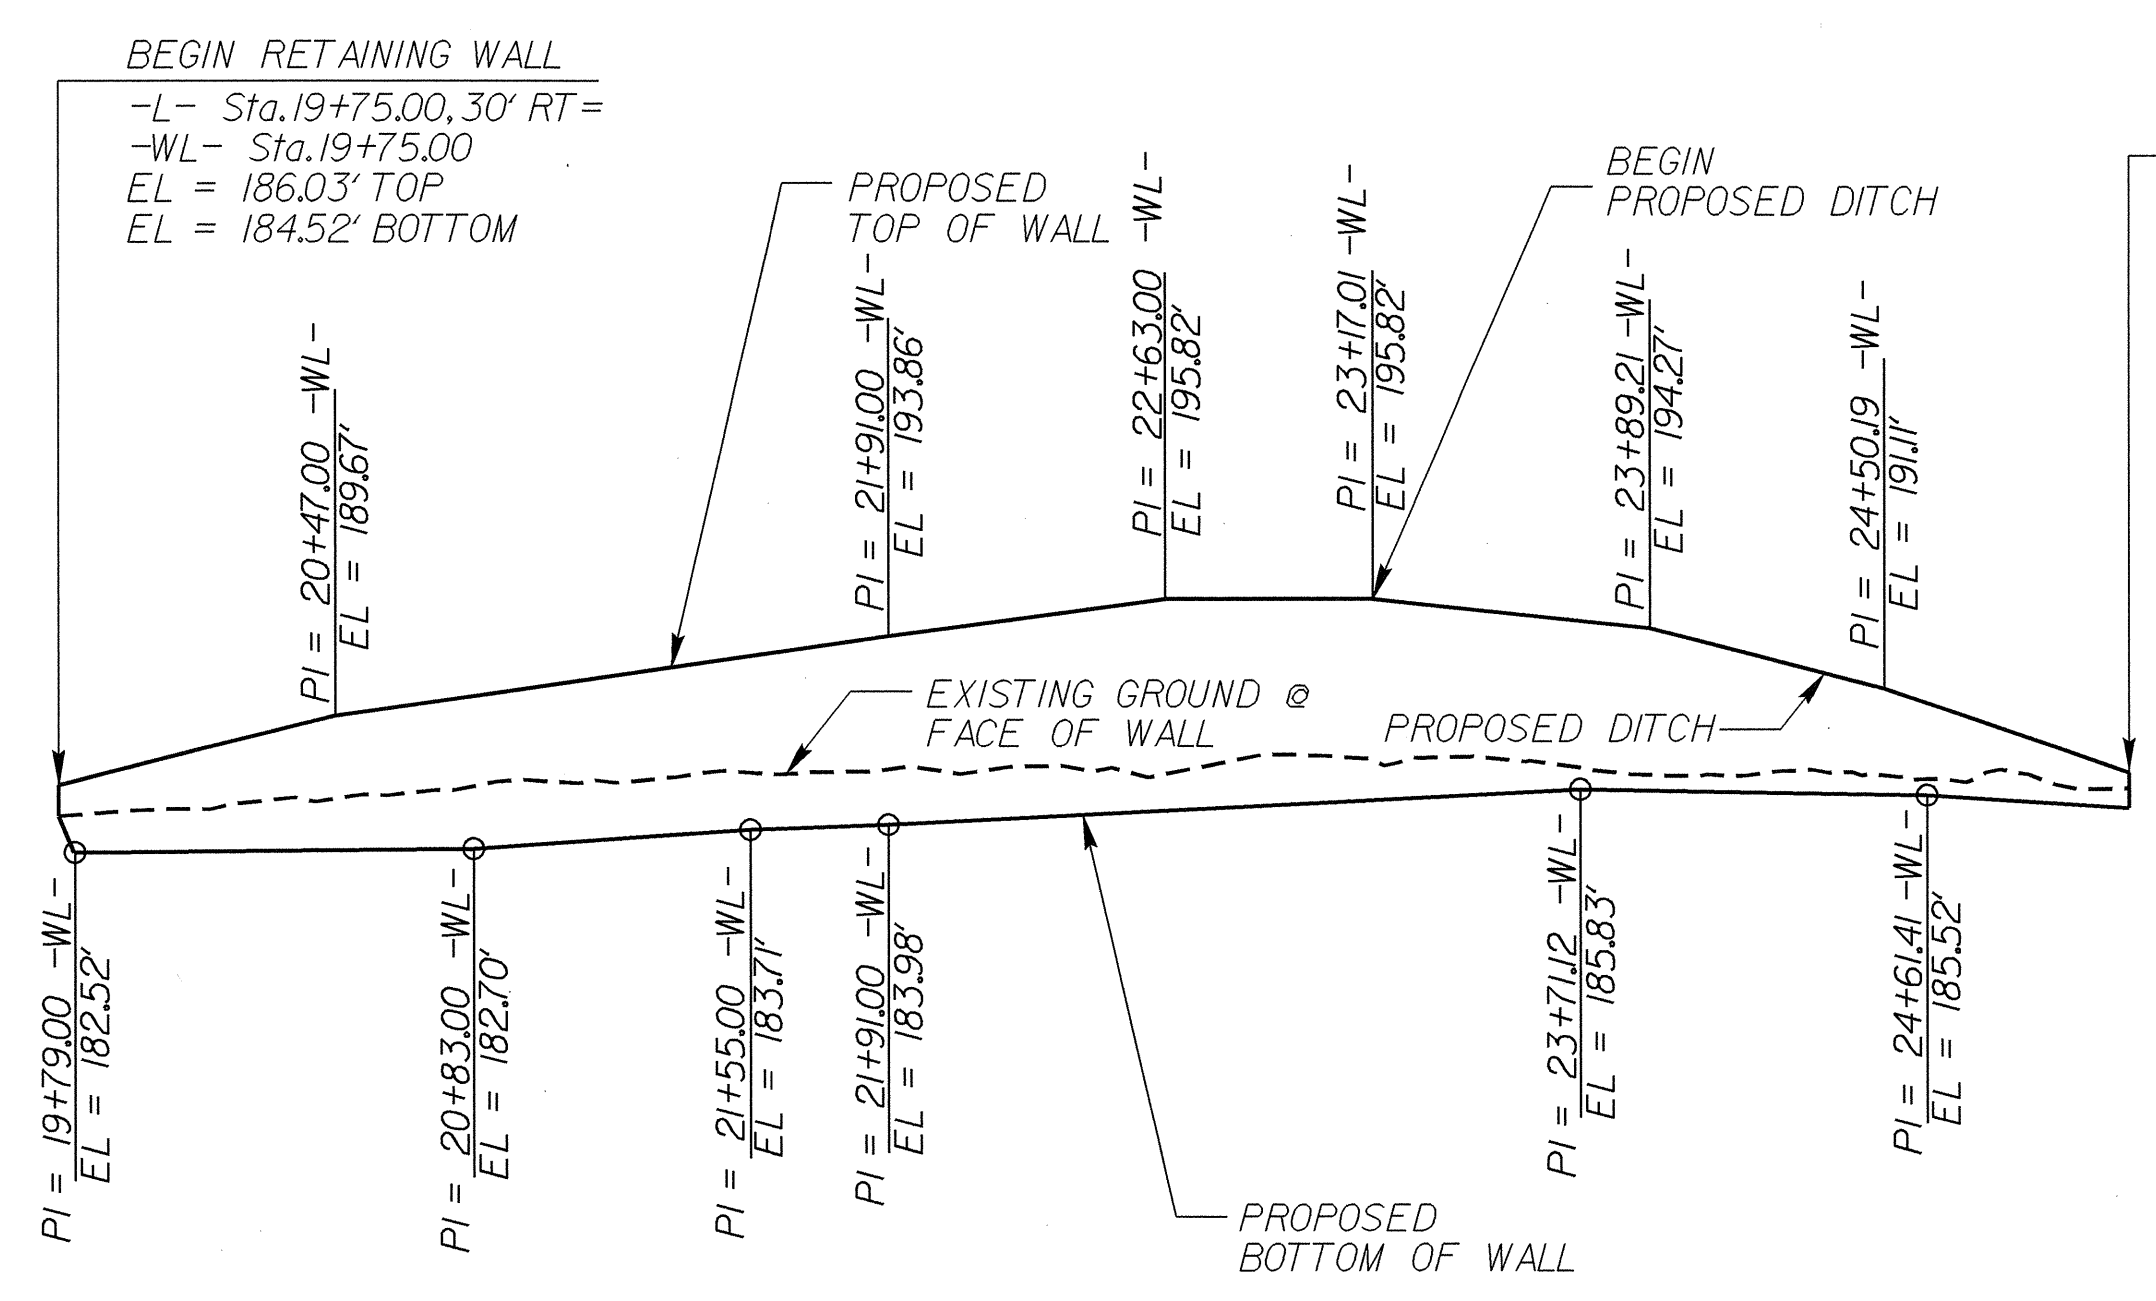 BEGIN RETAINING WALL
-L- Sta.19+75.00, 30' RT=
-WL- Sta.19+75.00
EL = 186.03' TOP
EL = 184.52' BOTTOM
PROPOSED
TOP OF WALL
BEGIN
PROPOSED DITCH
PI = 20+47.00 -WL-
EL = 189.67'
PI = 21+91.00 -WL-
EL = 193.86'
PI = 22+63.00 -WL-
EL = 195.82'
PI = 23+17.01 -WL-
EL = 195.82'
PI = 23+89.21 -WL-
EL = 194.27'
PI = 24+50.19 -WL-
EL = 191.11'
EXISTING GROUND @
FACE OF WALL
PROPOSED DITCH
PI = 19+79.00 -WL-
EL = 182.52'
PI = 20+83.00 -WL-
EL = 182.70'
PI = 21+55.00 -WL-
EL = 183.71'
PI = 21+91.00 -WL-
EL = 183.98'
PI = 23+71.12 -WL-
EL = 185.83'
PI = 24+61.41 -WL-
EL = 185.52'
PROPOSED
BOTTOM OF WALL